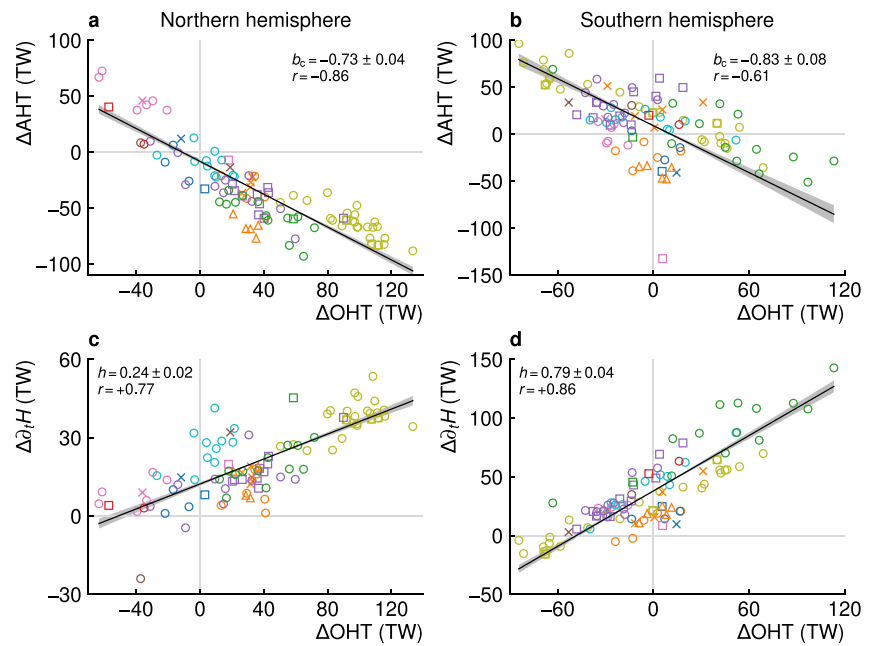 a Northern hemisphere
b Southern hemisphere
ΔAHT (TW)
100
50
0
−50
−100
b_c = −0.73 ± 0.04
r = −0.86
−40 0 40 80 120
ΔOHT (TW)
ΔAHT (TW)
100
50
0
−50
−100
−150
b_c = −0.83 ± 0.08
r = −0.61
−60 0 60 120
ΔOHT (TW)
c
Δ∂_tH (TW)
60
30
0
−30
h = 0.24 ± 0.02
r = +0.77
−40 0 40 80 120
ΔOHT (TW)
d
Δ∂_tH (TW)
150
100
50
0
−50
h = 0.79 ± 0.04
r = +0.86
−60 0 60 120
ΔOHT (TW)